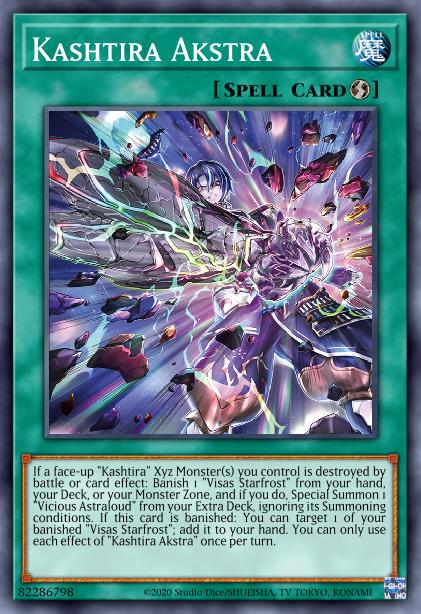 Kashtira Akstra
SPELL
魔
[Spell Card]
If a face-up "Kashtira" Xyz Monster(s) you control is destroyed
by battle or card effect: Banish 1 "Visas Starfrost" from your hand,
your Deck, or your Monster Zone, and if you do, Special Summon 1
"Vicious Astraloud" from your Extra Deck, ignoring its Summoning
conditions. If this card is banished: You can target 1 of your
banished "Visas Starfrost"; add it to your hand. You can only use
each effect of "Kashtira Akstra" once per turn.
82286798
©2020 Studio Dice/SHUEISHA, TV TOKYO, KONAMI